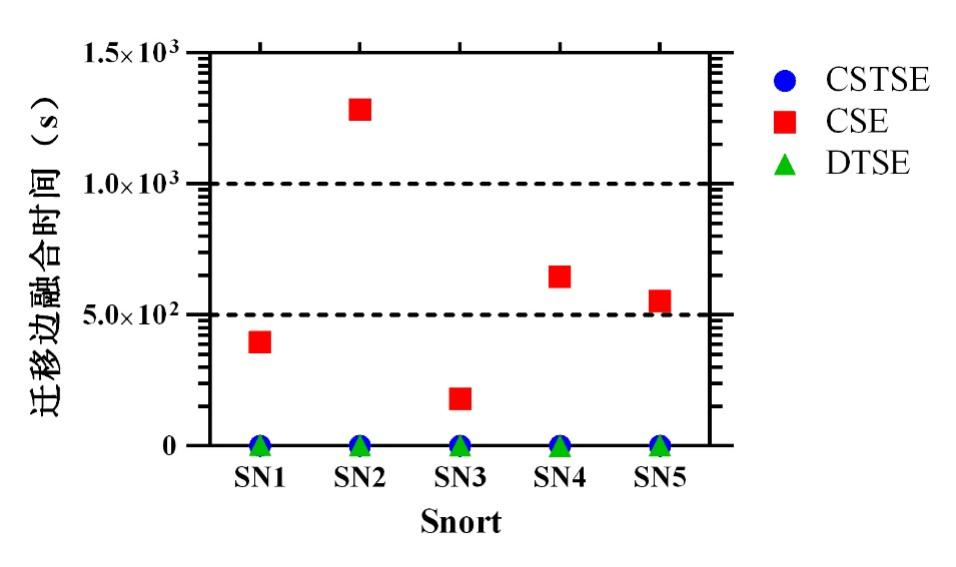 1.5×10³
1.0×10³
5.0×10²
0
迁移边融合时间（s）
SN1 SN2 SN3 SN4 SN5
Snort
CSTSE
CSE
DTSE